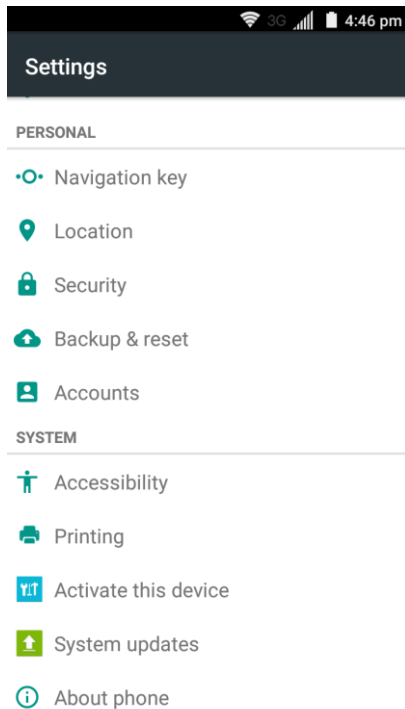 3G 4:46 pm
Settings
PERSONAL
Navigation key
Location
Security
Backup & reset
Accounts
SYSTEM
Accessibility
Printing
Activate this device
System updates
About phone